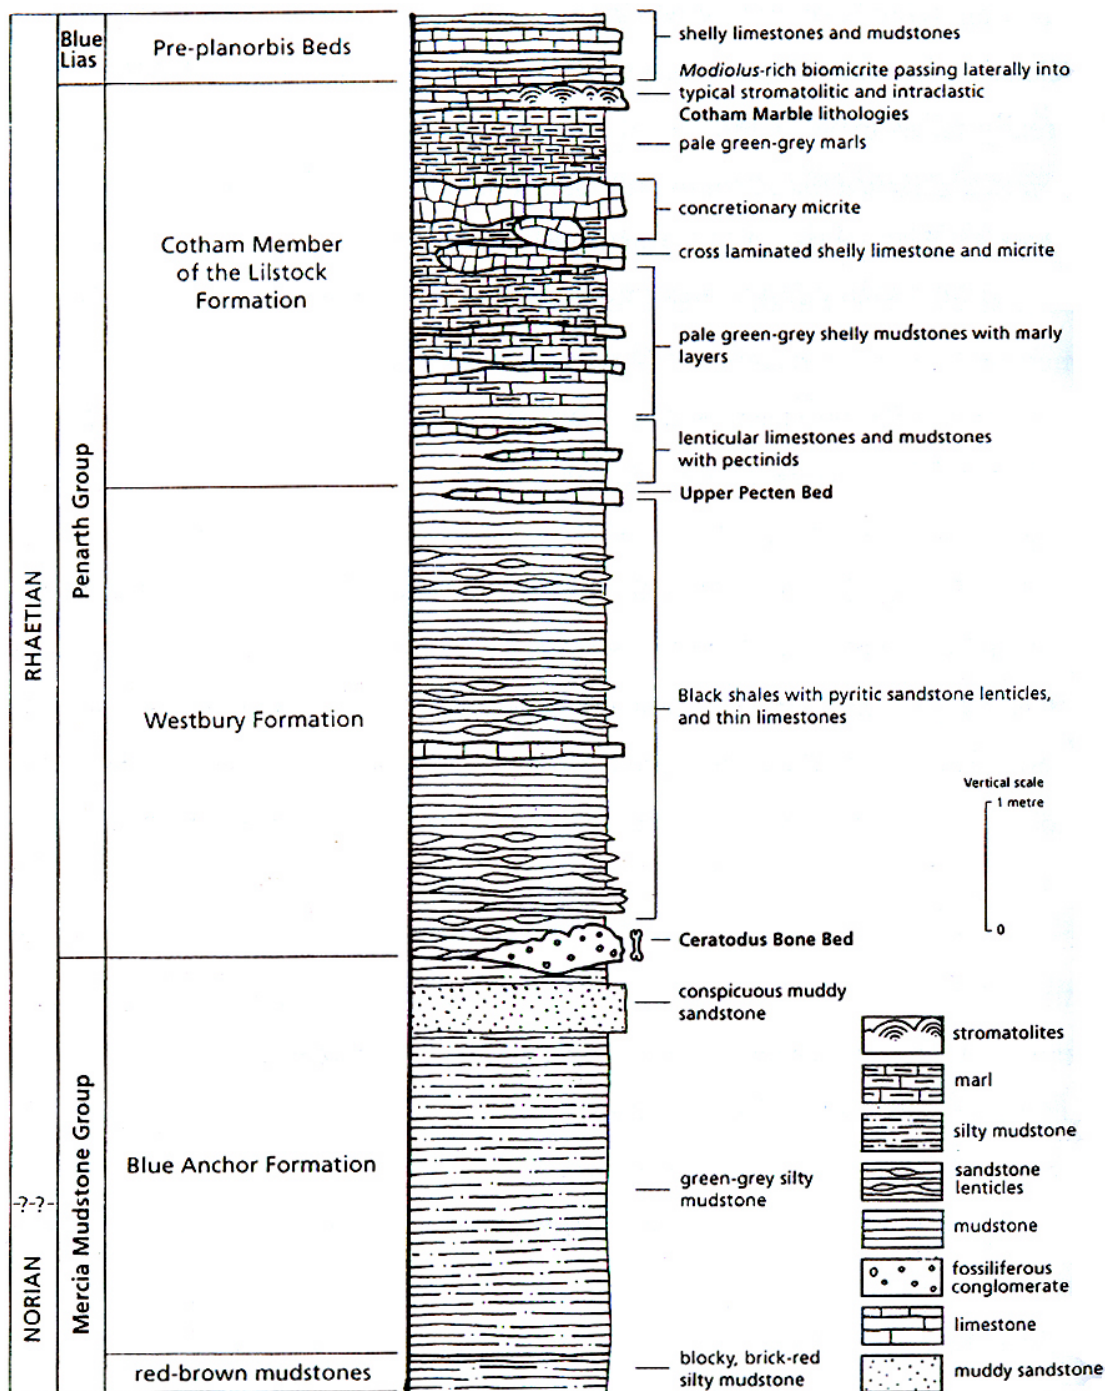 Blue
Lias
Pre-planorbis Beds
shelly limestones and mudstones
Modiolus-rich biomicrite passing laterally into
typical stromatolitic and intraclastic
Cotham Marble lithologies
pale green-grey marls
concretionary micrite
Cotham Member
of the Lilstock
Formation
cross laminated shelly limestone and micrite
pale green-grey shelly mudstones with marly
layers
lenticular limestones and mudstones
with pectinids
Upper Pecten Bed
Penarth Group
RHAETIAN
Westbury Formation
Black shales with pyritic sandstone lenticles,
and thin limestones
Vertical scale
1 metre
0
Ceratodus Bone Bed
conspicuous muddy
sandstone
Mercia Mudstone Group
Blue Anchor Formation
green-grey silty
mudstone
-?-?-
NORIAN
red-brown mudstones
blocky, brick-red
silty mudstone
stromatolites
marl
silty mudstone
sandstone
lenticles
mudstone
fossiliferous
conglomerate
limestone
muddy sandstone